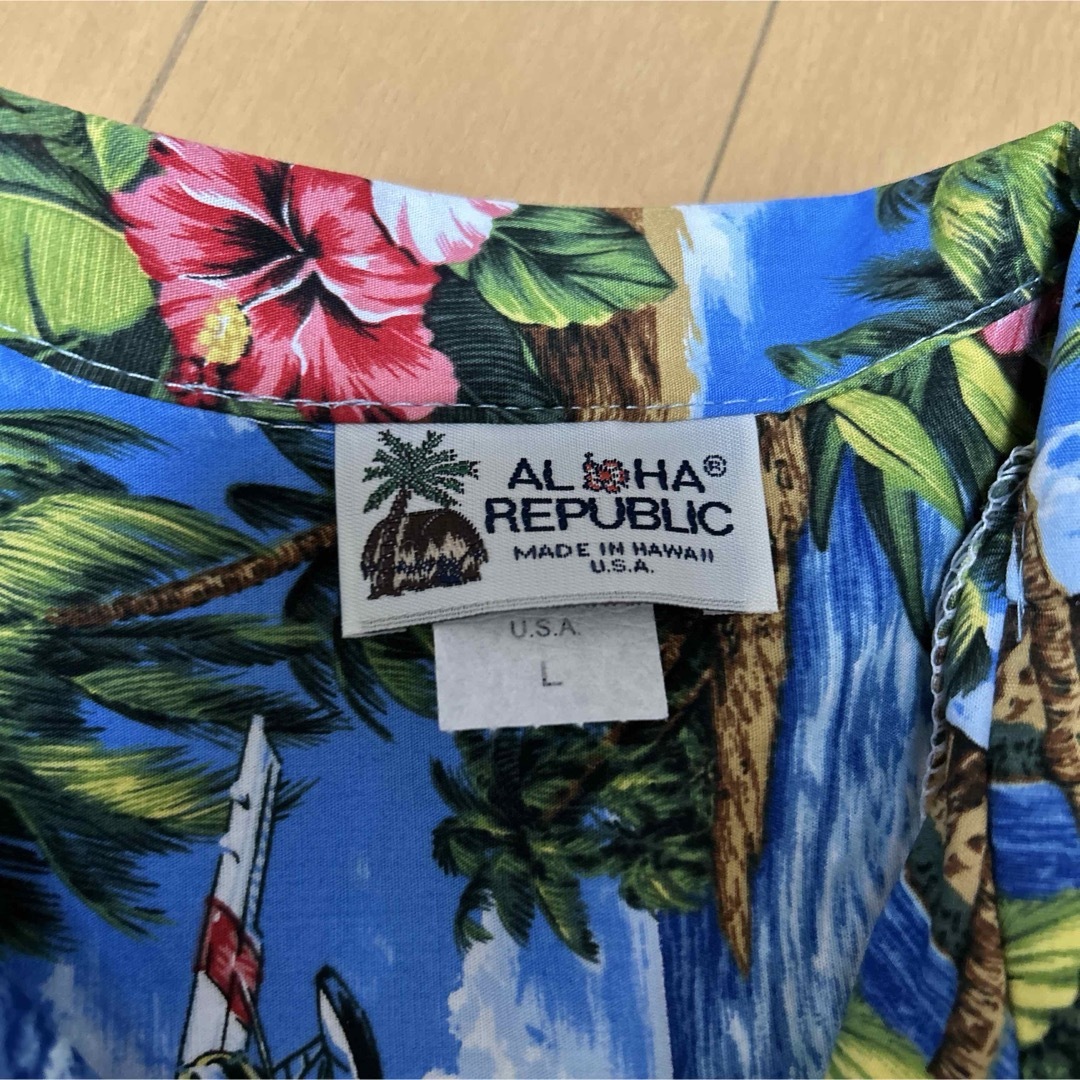 ALOHA®
REPUBLIC
MADE IN HAWAII
U.S.A.
U.S.A.
L